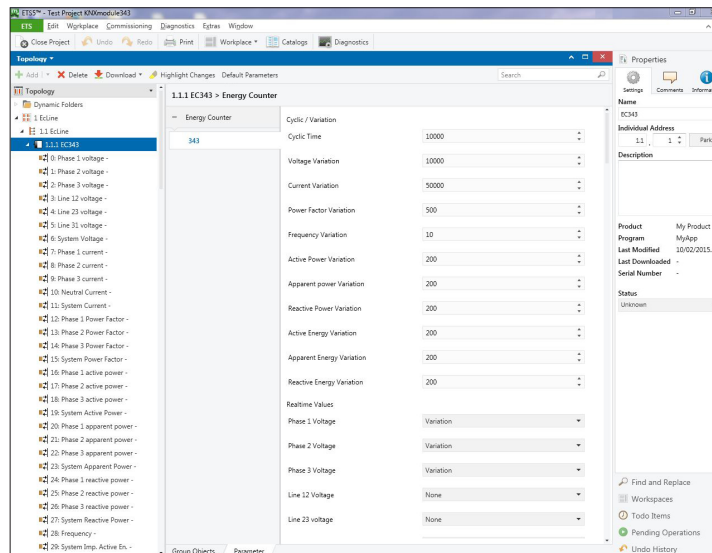 ETS5™ - Test Project KNXmodule343
ETS Edit Workplace Commissioning Diagnostics Extras Window
Close Project Undo Redo Print Workplace Catalogs Diagnostics
Topology
Add Delete Download Highlight Changes Default Parameters Search
Topology
Dynamic Folders
1 EcLine
1.1 EcLine
1.1.1 EC343
0: Phase 1 voltage -
1: Phase 2 voltage -
2: Phase 3 voltage -
3: Line 12 voltage -
4: Line 23 voltage -
5: Line 31 voltage -
6: System Voltage -
7: Phase 1 current -
8: Phase 2 current -
9: Phase 3 current -
10: Neutral Current -
11: System Current -
12: Phase 1 Power Factor -
13: Phase 2 Power Factor -
14: Phase 3 Power Factor -
15: System Power Factor -
16: Phase 1 active power -
17: Phase 2 active power -
18: Phase 3 active power -
19: System Active Power -
20: Phase 1 apparent power -
21: Phase 2 apparent power -
22: Phase 3 apparent power -
23: System Apparent Power -
24: Phase 1 reactive power -
25: Phase 2 reactive power -
26: Phase 3 reactive power -
27: System Reactive Power -
28: Frequency -
29: System Imp. Active En. -
1.1.1 EC343 > Energy Counter
Energy Counter
343
Cyclic / Variation
Cyclic Time 10000
Voltage Variation 10000
Current Variation 50000
Power Factor Variation 500
Frequency Variation 10
Active Power Variation 200
Apparent power Variation 200
Reactive Power Variation 200
Active Energy Variation 200
Apparent Energy Variation 200
Reactive Energy Variation 200
Realtime Values
Phase 1 Voltage Variation
Phase 2 Voltage Variation
Phase 3 Voltage Variation
Line 12 Voltage None
Line 23 voltage None
Group Objects Parameter
Properties
Settings Comments Informat
Name
EC343
Individual Address
1.1 . 1 Park
Description
Product My Product
Program MyApp
Last Modified 10/02/2015.
Last Downloaded -
Serial Number -
Status
Unknown
Find and Replace
Workspaces
Todo Items
Pending Operations
Undo History